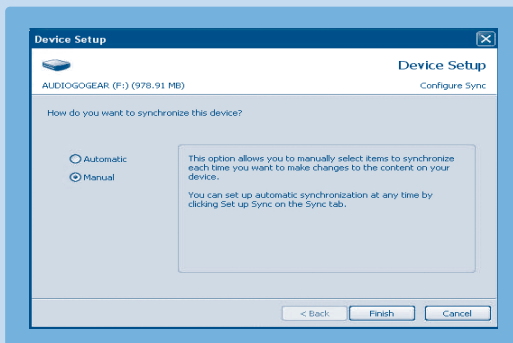 Device Setup
Device Setup
AUDIOGOGEAR (F:) (978.91 MB)
Configure Sync
How do you want to synchronize this device?
Automatic
Manual
This option allows you to manually select items to synchronize
each time you want to make changes to the content on your
device.
You can set up automatic synchronization at any time by
clicking Set up Sync on the Sync tab.
< Back
Finish
Cancel